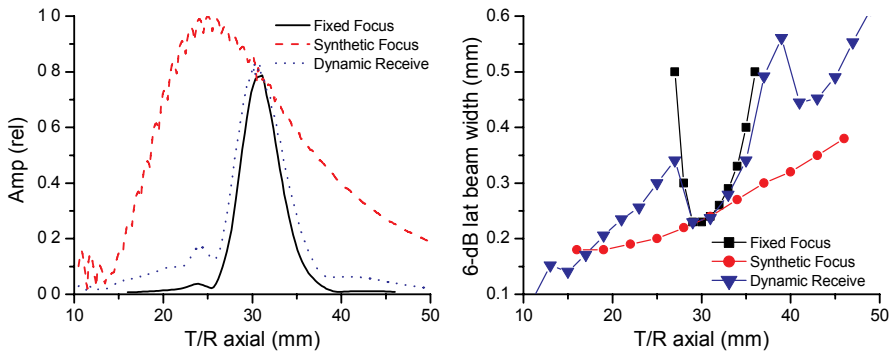 Amp (rel)
1 0
0 8
0 6
0 4
0 2
0 0
10
20
30
40
50
T/R axial (mm)
Fixed Focus
Synthetic Focus
Dynamic Receive
6-dB lat beam width (mm)
0.6
0.5
0.4
0.3
0.2
0.1
10
20
30
40
50
T/R axial (mm)
Fixed Focus
Synthetic Focus
Dynamic Receive